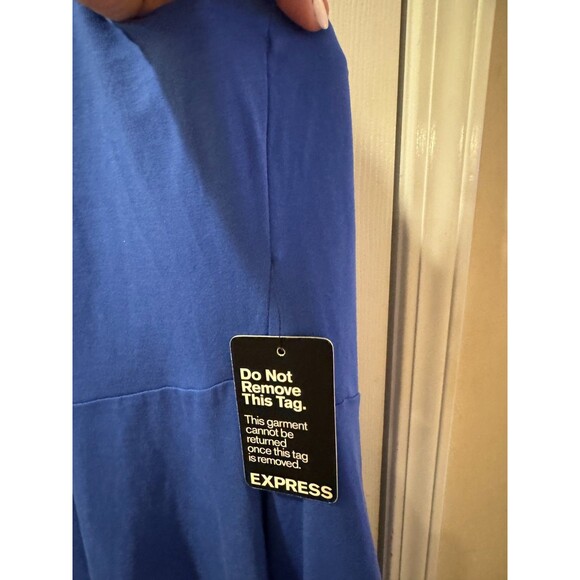 Do Not
Remove
This Tag.
This garment
cannot be
returned
once this tag
is removed.
EXPRESS